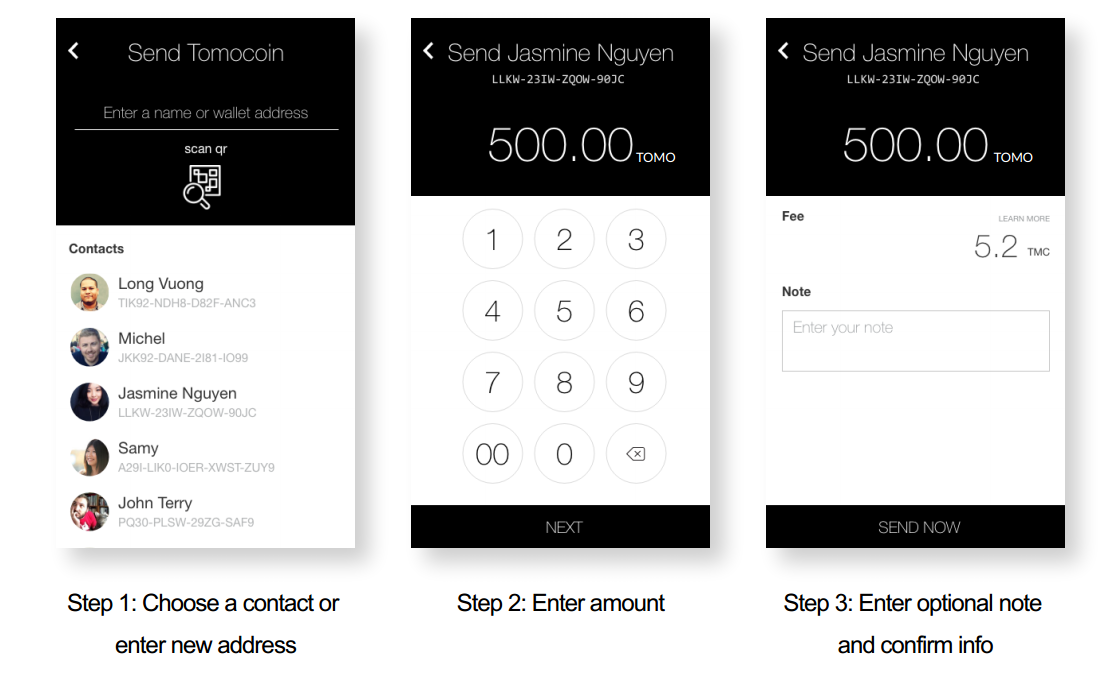 Send Tomocoin
Enter a name or wallet address
scan qr
Contacts
Long Vuong
TIK92-NDH8-D82F-ANC3
Michel
JKK92-DANE-2I81-IO99
Jasmine Nguyen
LLKW-23IW-ZQOW-90JC
Samy
A29I-LIK0-IOER-XWST-ZUY9
John Terry
PQ30-PLSW-29ZG-SAF9
Step 1: Choose a contact or
enter new address
Send Jasmine Nguyen
LLKW-23IW-ZQOW-90JC
500.00 TOMO
1 2 3
4 5 6
7 8 9
00 0
NEXT
Step 2: Enter amount
Send Jasmine Nguyen
LLKW-23IW-ZQOW-90JC
500.00 TOMO
Fee
LEARN MORE
5.2 TMC
Note
Enter your note
SEND NOW
Step 3: Enter optional note
and confirm info